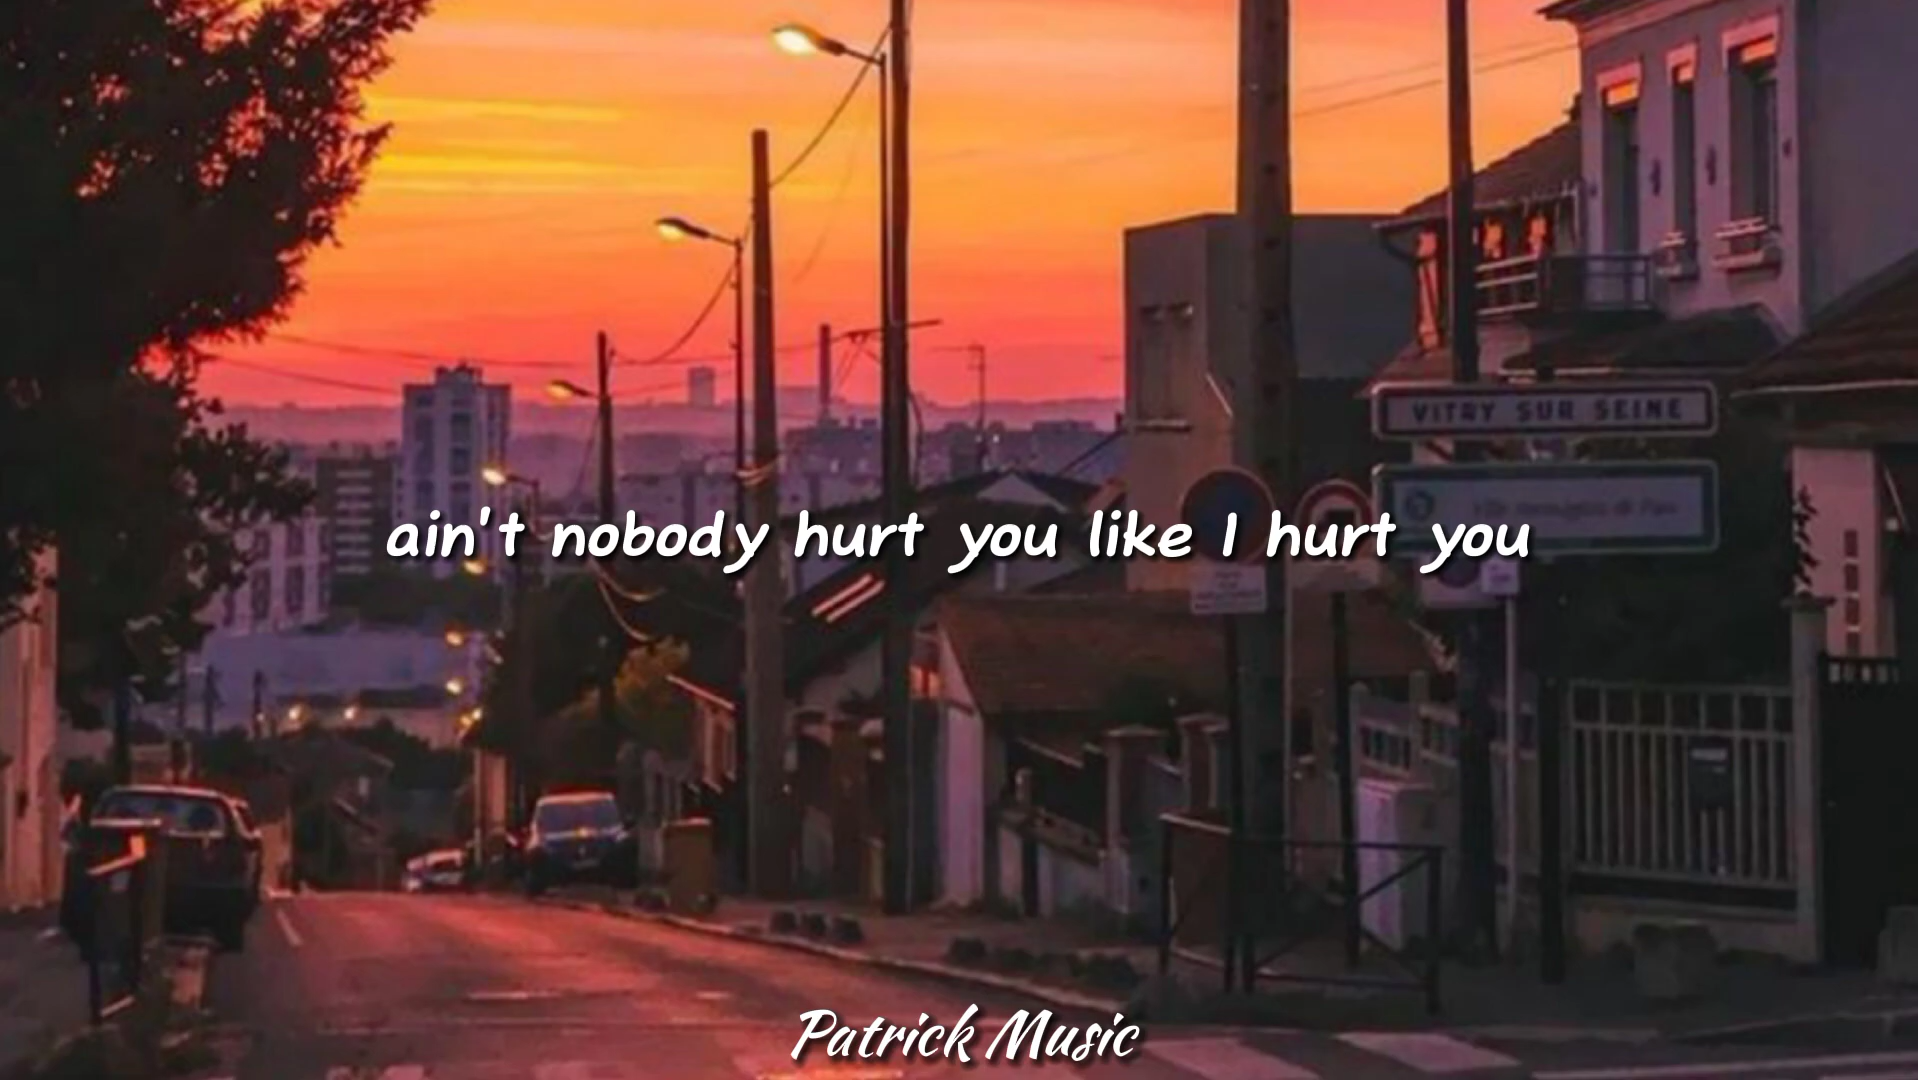 VITRY SUR SEINE
ain't nobody hurt you like I hurt you
Patrick Music